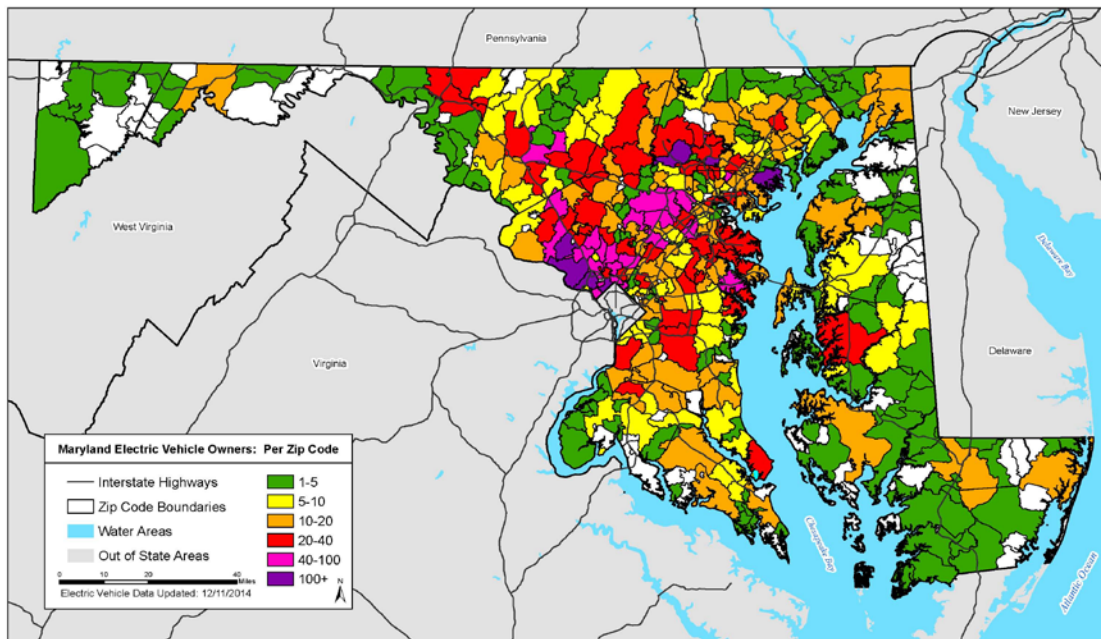 Pennsylvania
New Jersey
West Virginia
Delaware Bay
Virginia
Delaware
Maryland Electric Vehicle Owners: Per Zip Code
Interstate Highways
Zip Code Boundaries
Water Areas
Out of State Areas
1-5
5-10
10-20
20-40
40-100
100+
0 10 20 40
Miles
N
Electric Vehicle Data Updated: 12/11/2014
Chesapeake Bay
Atlantic Ocean